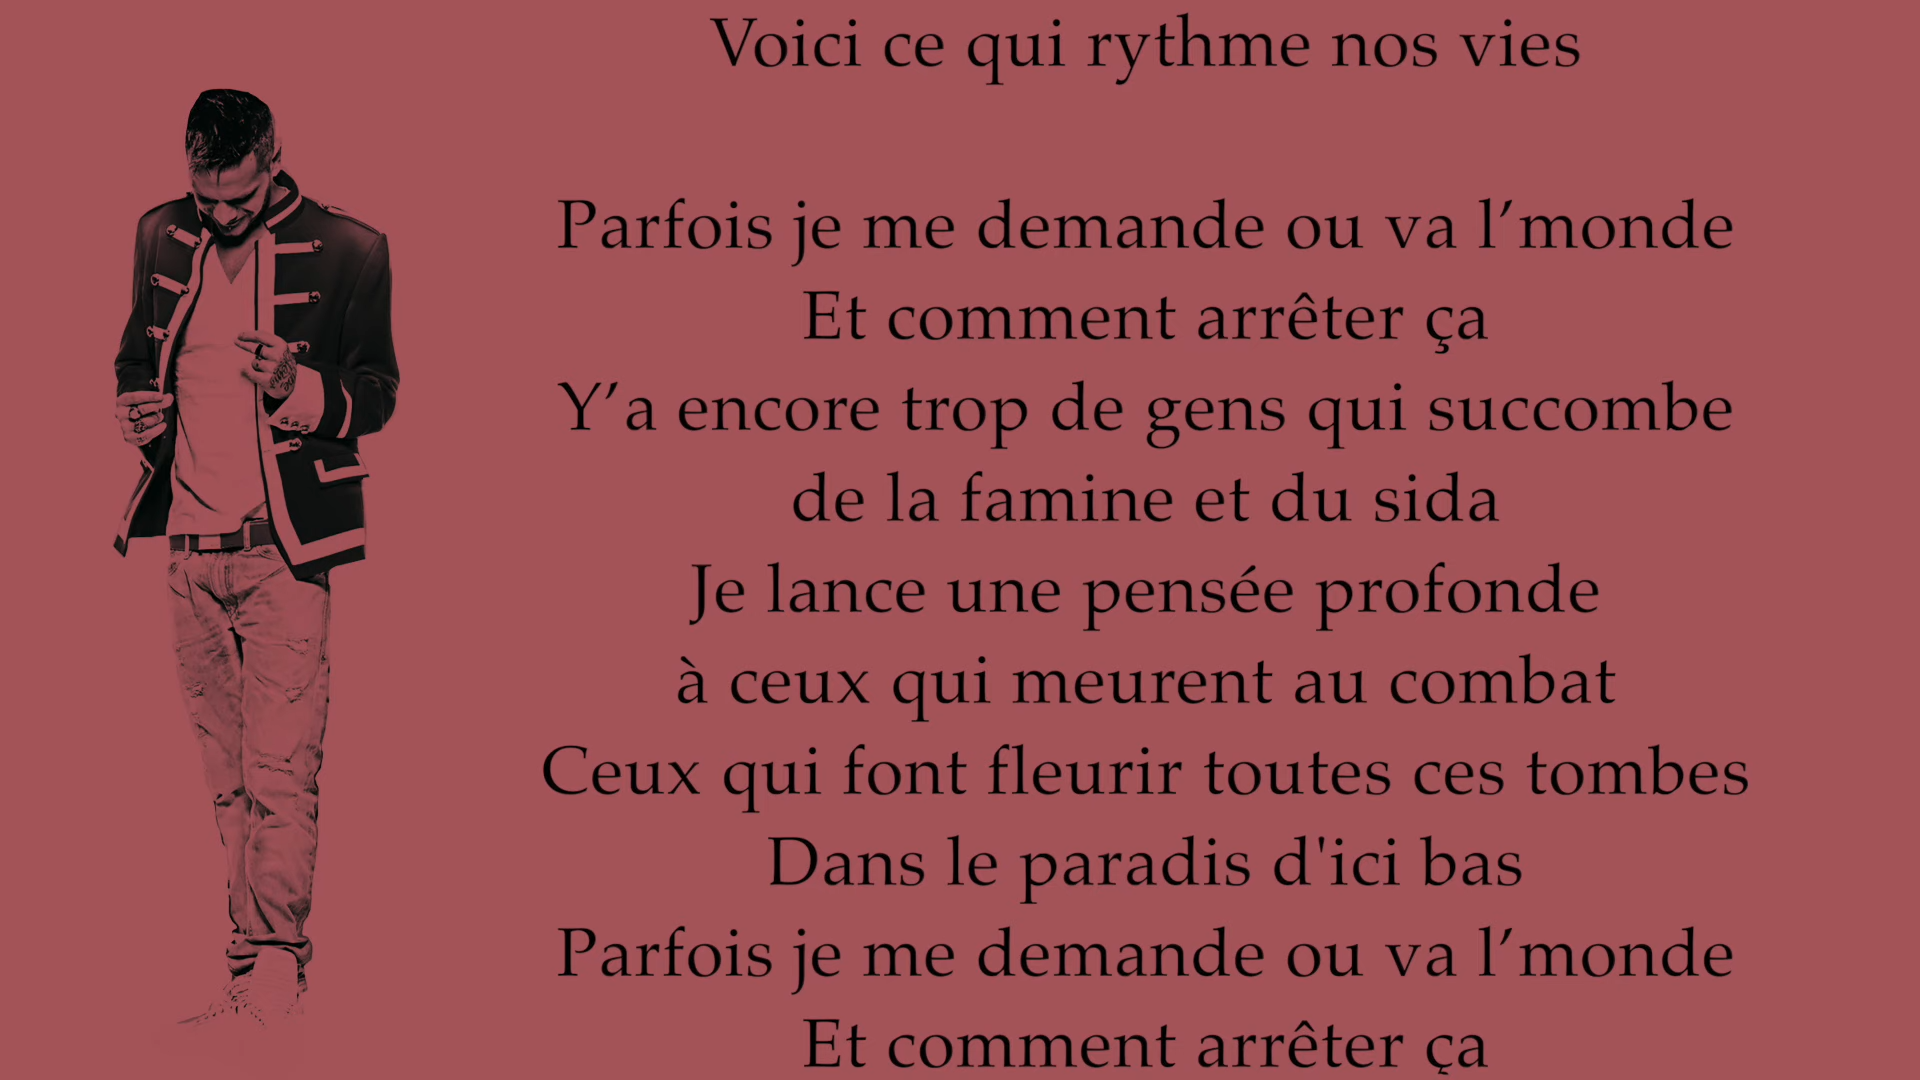 Voici ce qui rythme nos vies
Parfois je me demande ou va l’monde
Et comment arrêter ça
Y’a encore trop de gens qui succombe
de la famine et du sida
Je lance une pensée profonde
à ceux qui meurent au combat
Ceux qui font fleurir toutes ces tombes
Dans le paradis d'ici bas
Parfois je me demande ou va l’monde
Et comment arrêter ça